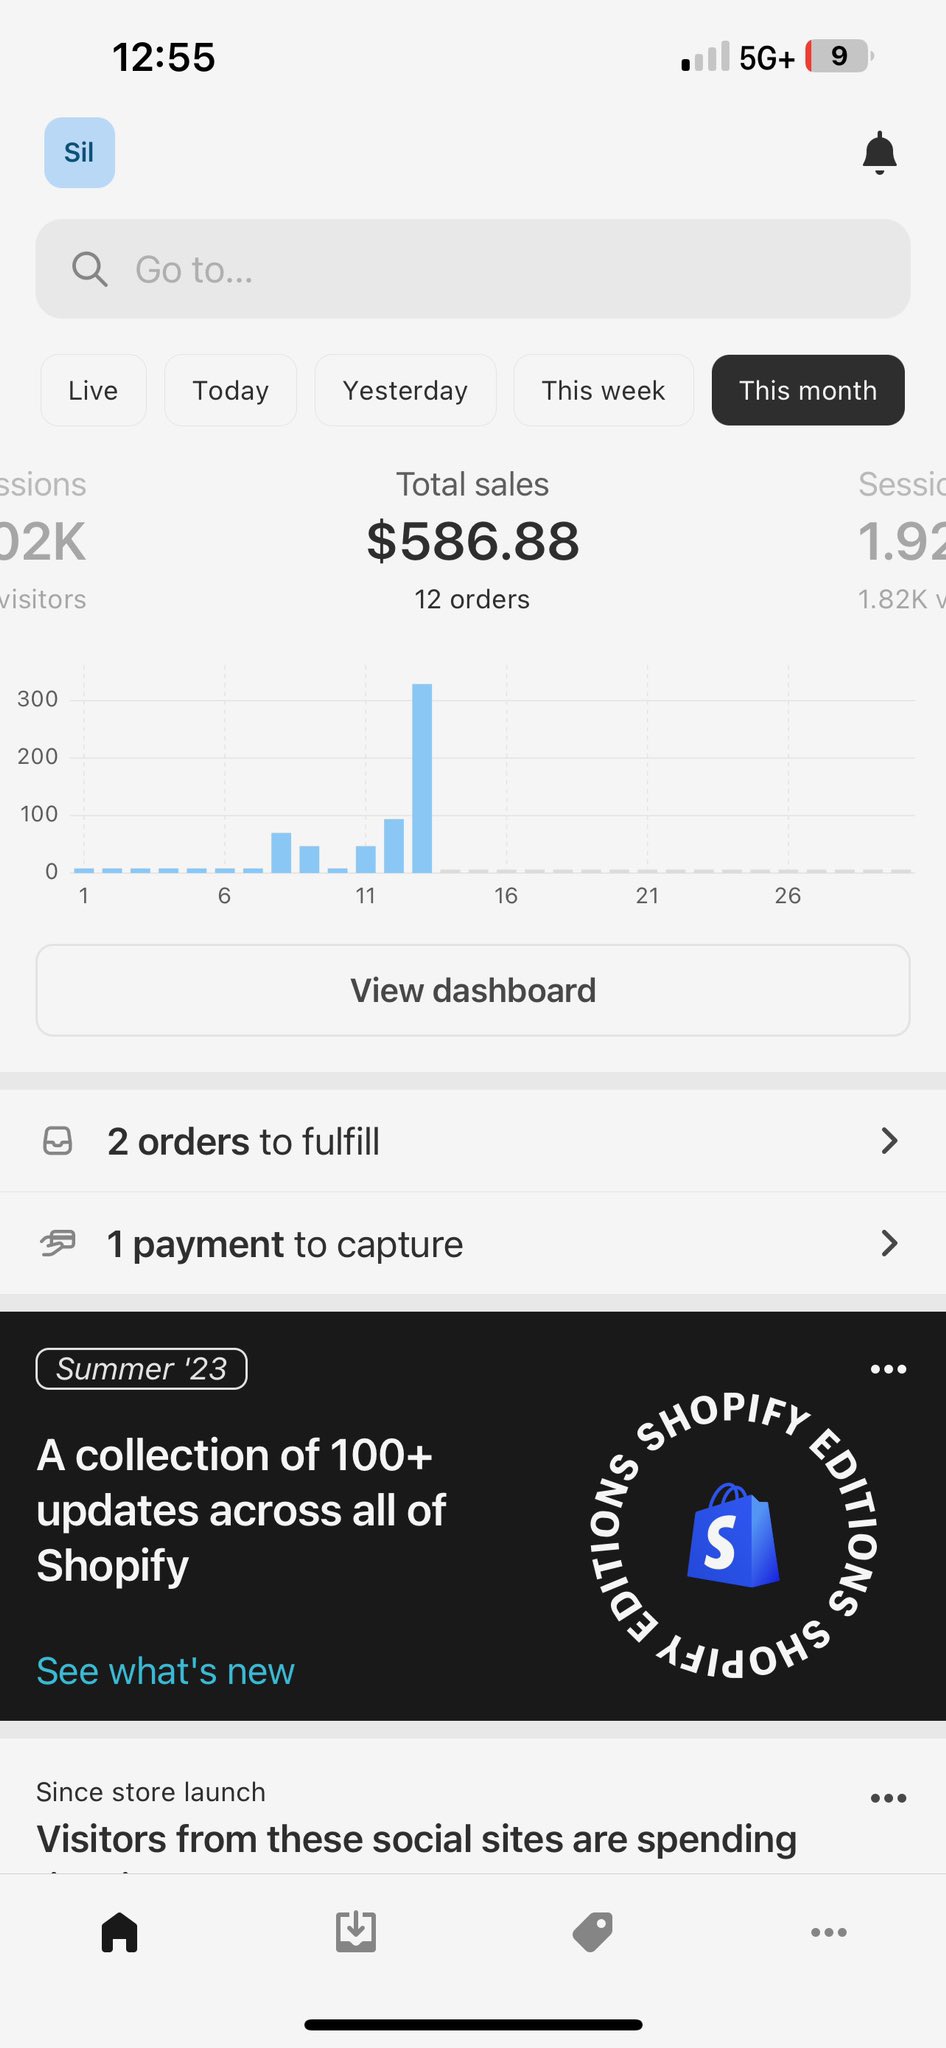 12:55
5G+
9
Sil
Go to...
Live
Today
Yesterday
This week
This month
ssions
Total sales
Sessio
02K
$586.88
1.92
visitors
12 orders
1.82K v
300
200
100
0
1
6
11
16
21
26
View dashboard
2 orders to fulfill
1 payment to capture
Summer '23
A collection of 100+
updates across all of
Shopify
See what's new
SHOPIFY EDITIONS SHOPIFY EDITIONS
S
Since store launch
Visitors from these social sites are spending